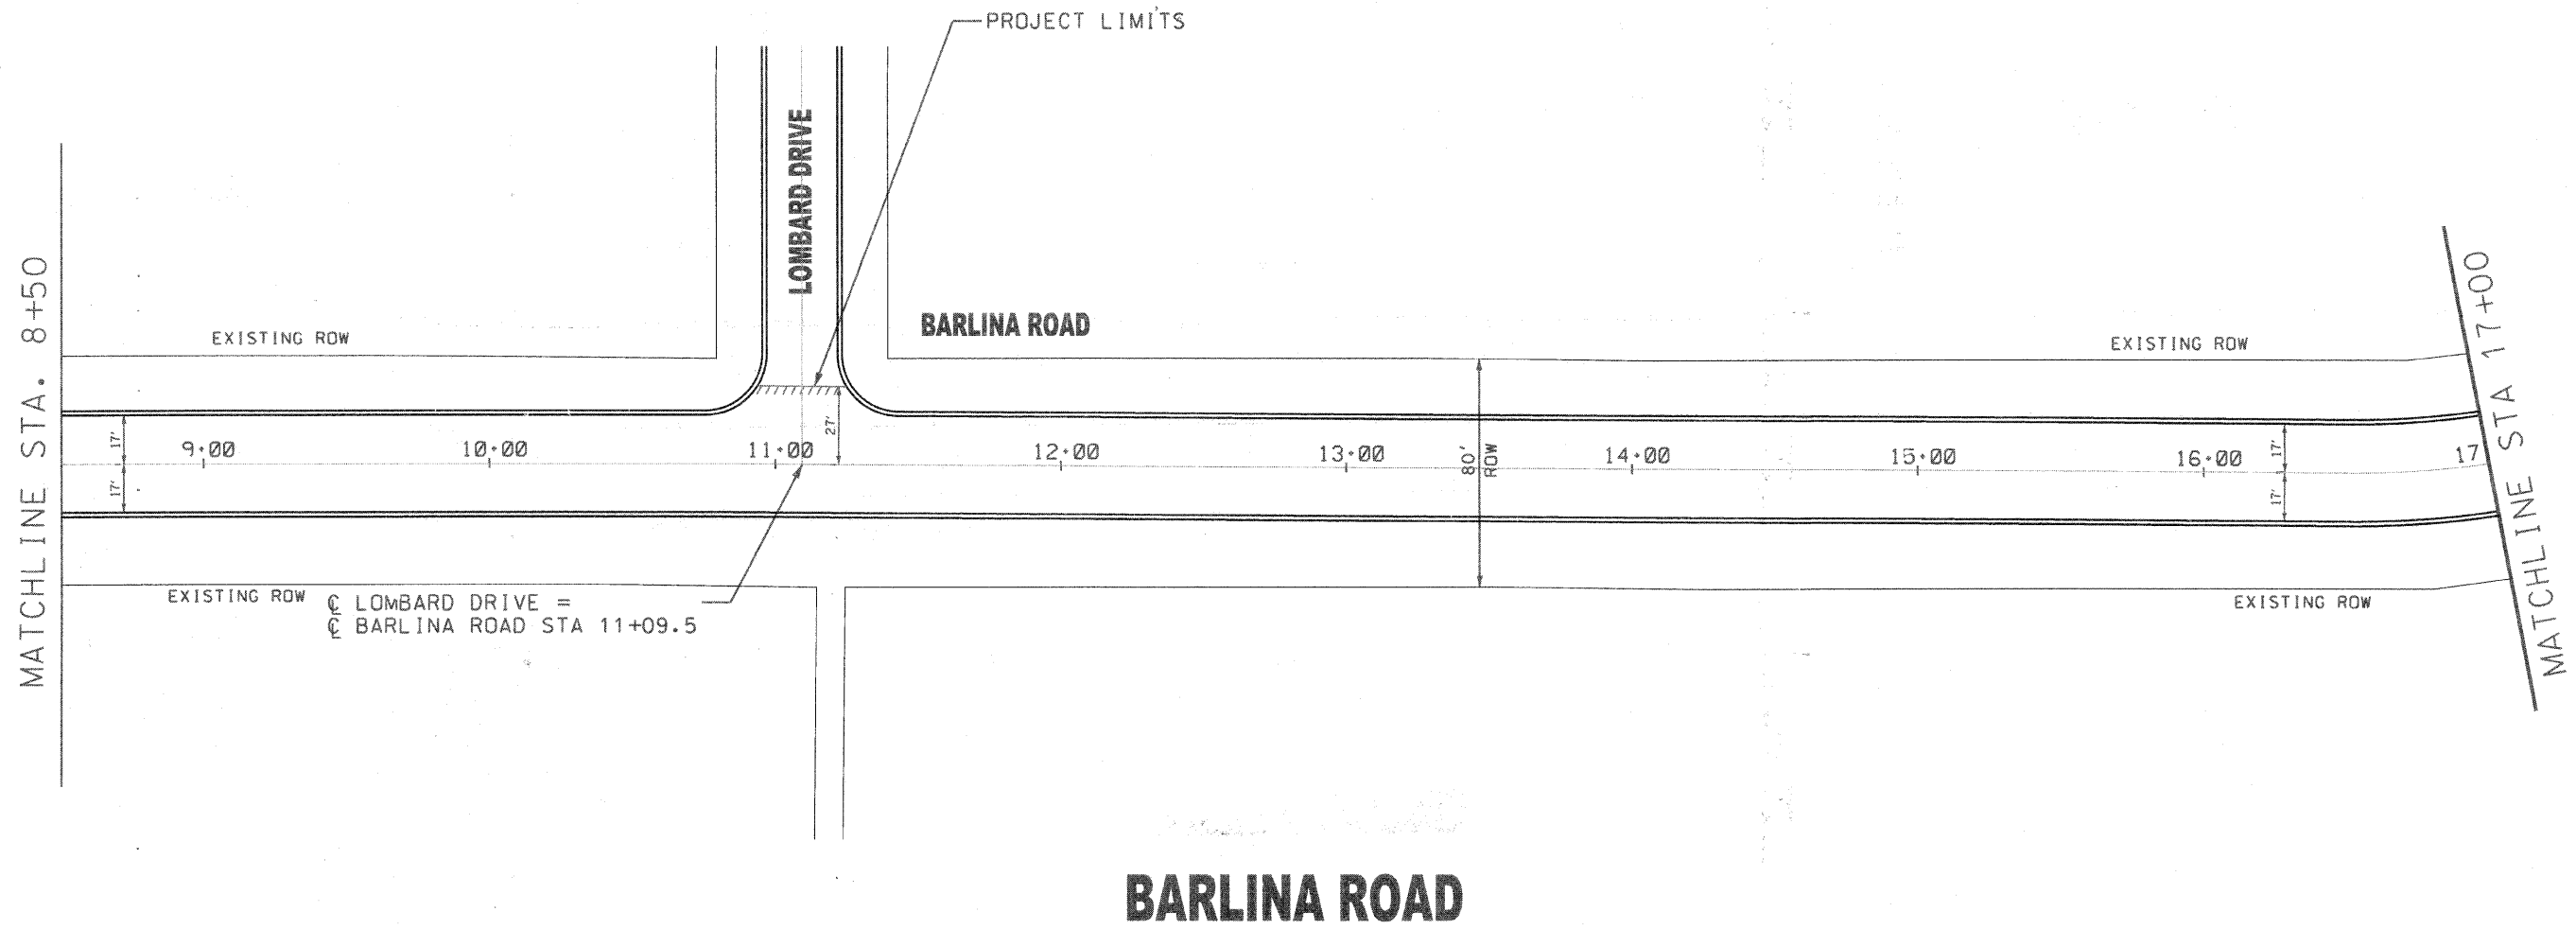 PROJECT LIMITS
LOMBARD DRIVE
MATCHLINE STA. 8+50
EXISTING ROW
BARLINA ROAD
EXISTING ROW
MATCHLINE STA 17+00
17'
17'
9+00
10+00
11+00
27'
12+00
13+00
80'
ROW
14+00
15+00
16+00
17'
17'
17
EXISTING ROW
℄ LOMBARD DRIVE =
℄ BARLINA ROAD STA 11+09.5
EXISTING ROW
BARLINA ROAD